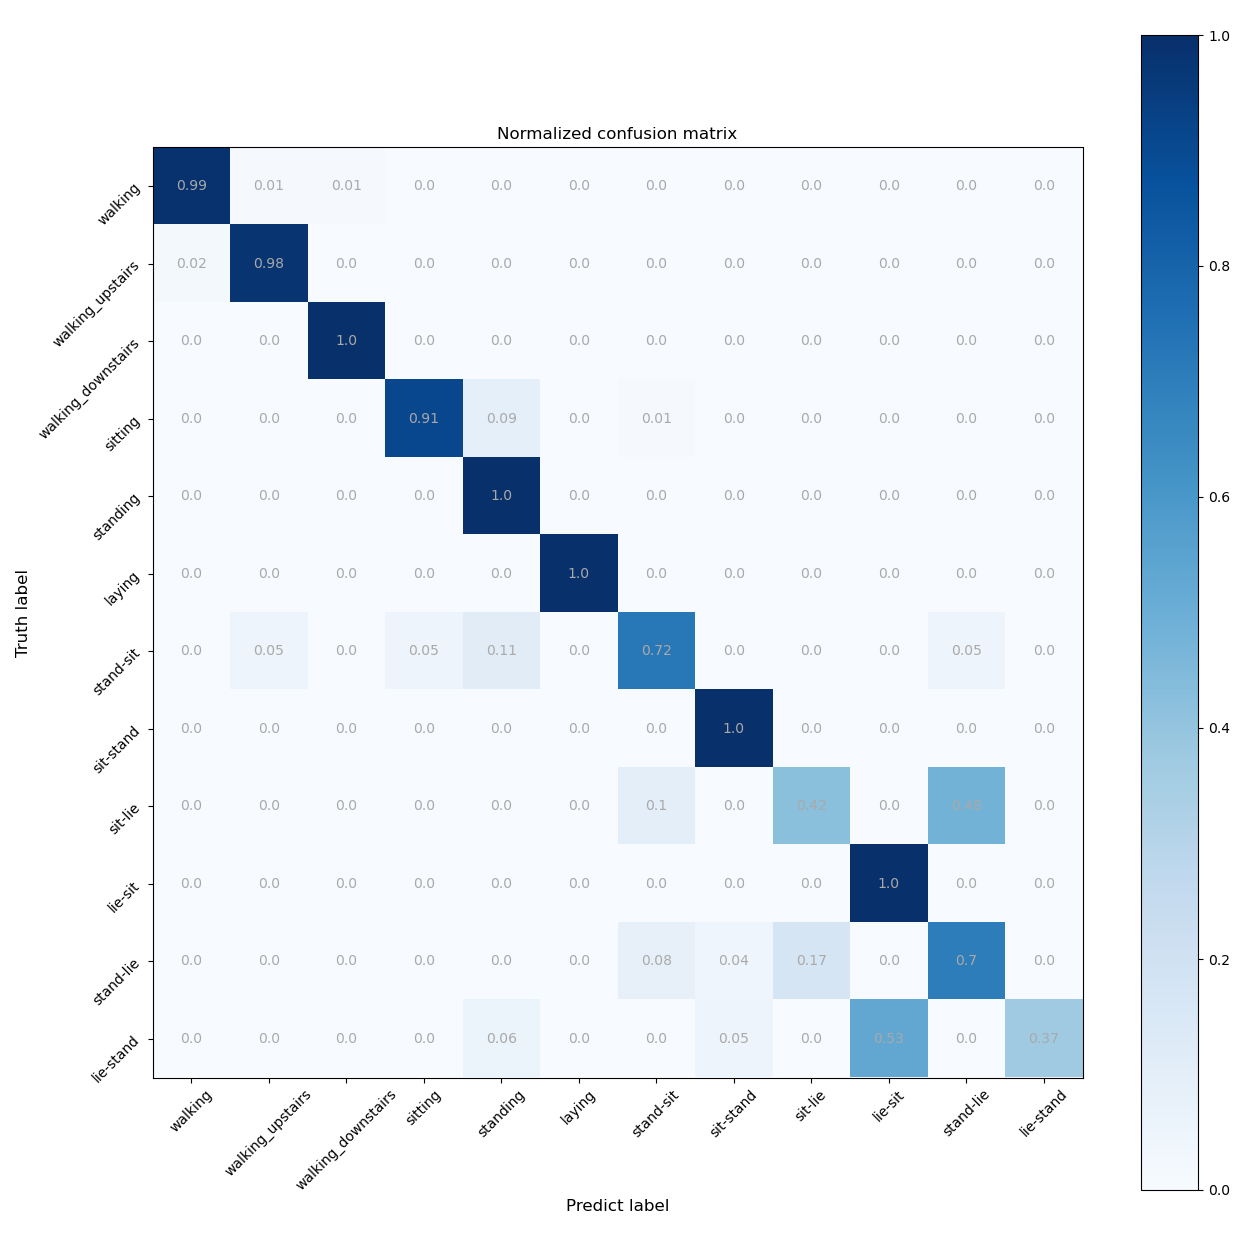 Normalized confusion matrix
walking 0.99 0.01 0.01 0.0 0.0 0.0 0.0 0.0 0.0 0.0 0.0 0.0
walking_upstairs 0.02 0.98 0.0 0.0 0.0 0.0 0.0 0.0 0.0 0.0 0.0 0.0
walking_downstairs 0.0 0.0 1.0 0.0 0.0 0.0 0.0 0.0 0.0 0.0 0.0 0.0
sitting 0.0 0.0 0.0 0.91 0.09 0.0 0.01 0.0 0.0 0.0 0.0 0.0
standing 0.0 0.0 0.0 0.0 1.0 0.0 0.0 0.0 0.0 0.0 0.0 0.0
laying 0.0 0.0 0.0 0.0 0.0 1.0 0.0 0.0 0.0 0.0 0.0 0.0
stand-sit 0.0 0.05 0.0 0.05 0.11 0.0 0.72 0.0 0.0 0.0 0.05 0.0
sit-stand 0.0 0.0 0.0 0.0 0.0 0.0 0.0 1.0 0.0 0.0 0.0 0.0
sit-lie 0.0 0.0 0.0 0.0 0.0 0.0 0.1 0.0 0.42 0.0 0.0
lie-sit 0.0 0.0 0.0 0.0 0.0 0.0 0.0 0.0 0.0 1.0 0.0 0.0
stand-lie 0.0 0.0 0.0 0.0 0.0 0.0 0.08 0.04 0.17 0.0 0.7 0.0
lie-stand 0.0 0.0 0.0 0.0 0.06 0.0 0.0 0.05 0.0 0.53 0.0 0.37
walking walking_upstairs walking_downstairs sitting standing laying stand-sit sit-stand sit-lie lie-sit stand-lie lie-stand
Predict label
Truth label
1.0
0.8
0.6
0.4
0.2
0.0